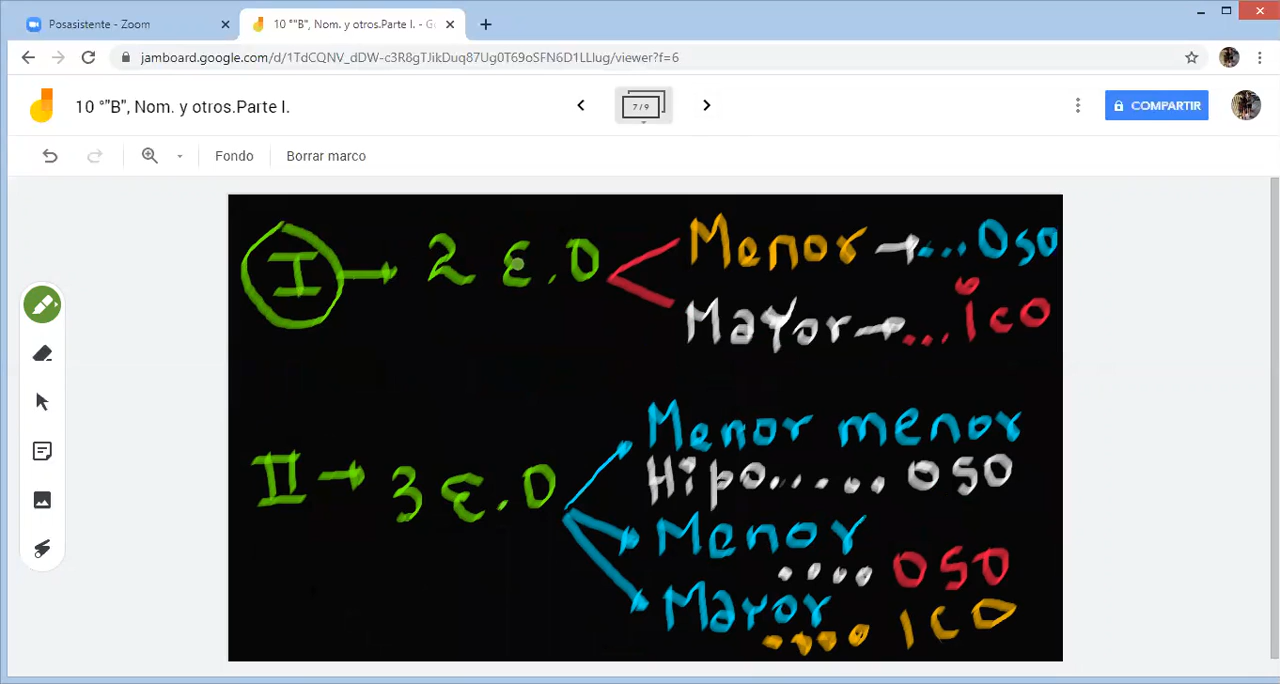 Posasistente - Zoom
10 °"B", Nom. y otros.Parte I. - G
jamboard.google.com/d/1TdCQNV_dDW-c3R8gTJikDuq87Ug0T69oSFN6D1LLlug/viewer?f=6
10 °"B", Nom. y otros.Parte I.
7/9
COMPARTIR
Fondo
Borrar marco
I → 2 E.O
Menor → ...Oso
Mayor → ...ico
II → 3 E.O
Menor menor
Hipo...... oso
Menor
.... oso
Mayor
.... ico